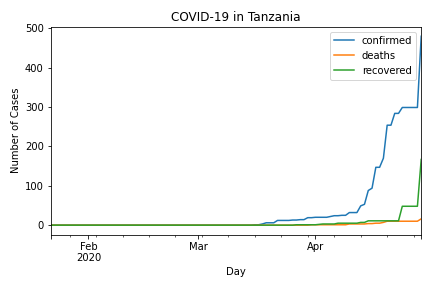 COVID-19 in Tanzania
500
400
300
200
100
0
Number of Cases
confirmed
deaths
recovered
Feb
2020
Mar
Apr
Day